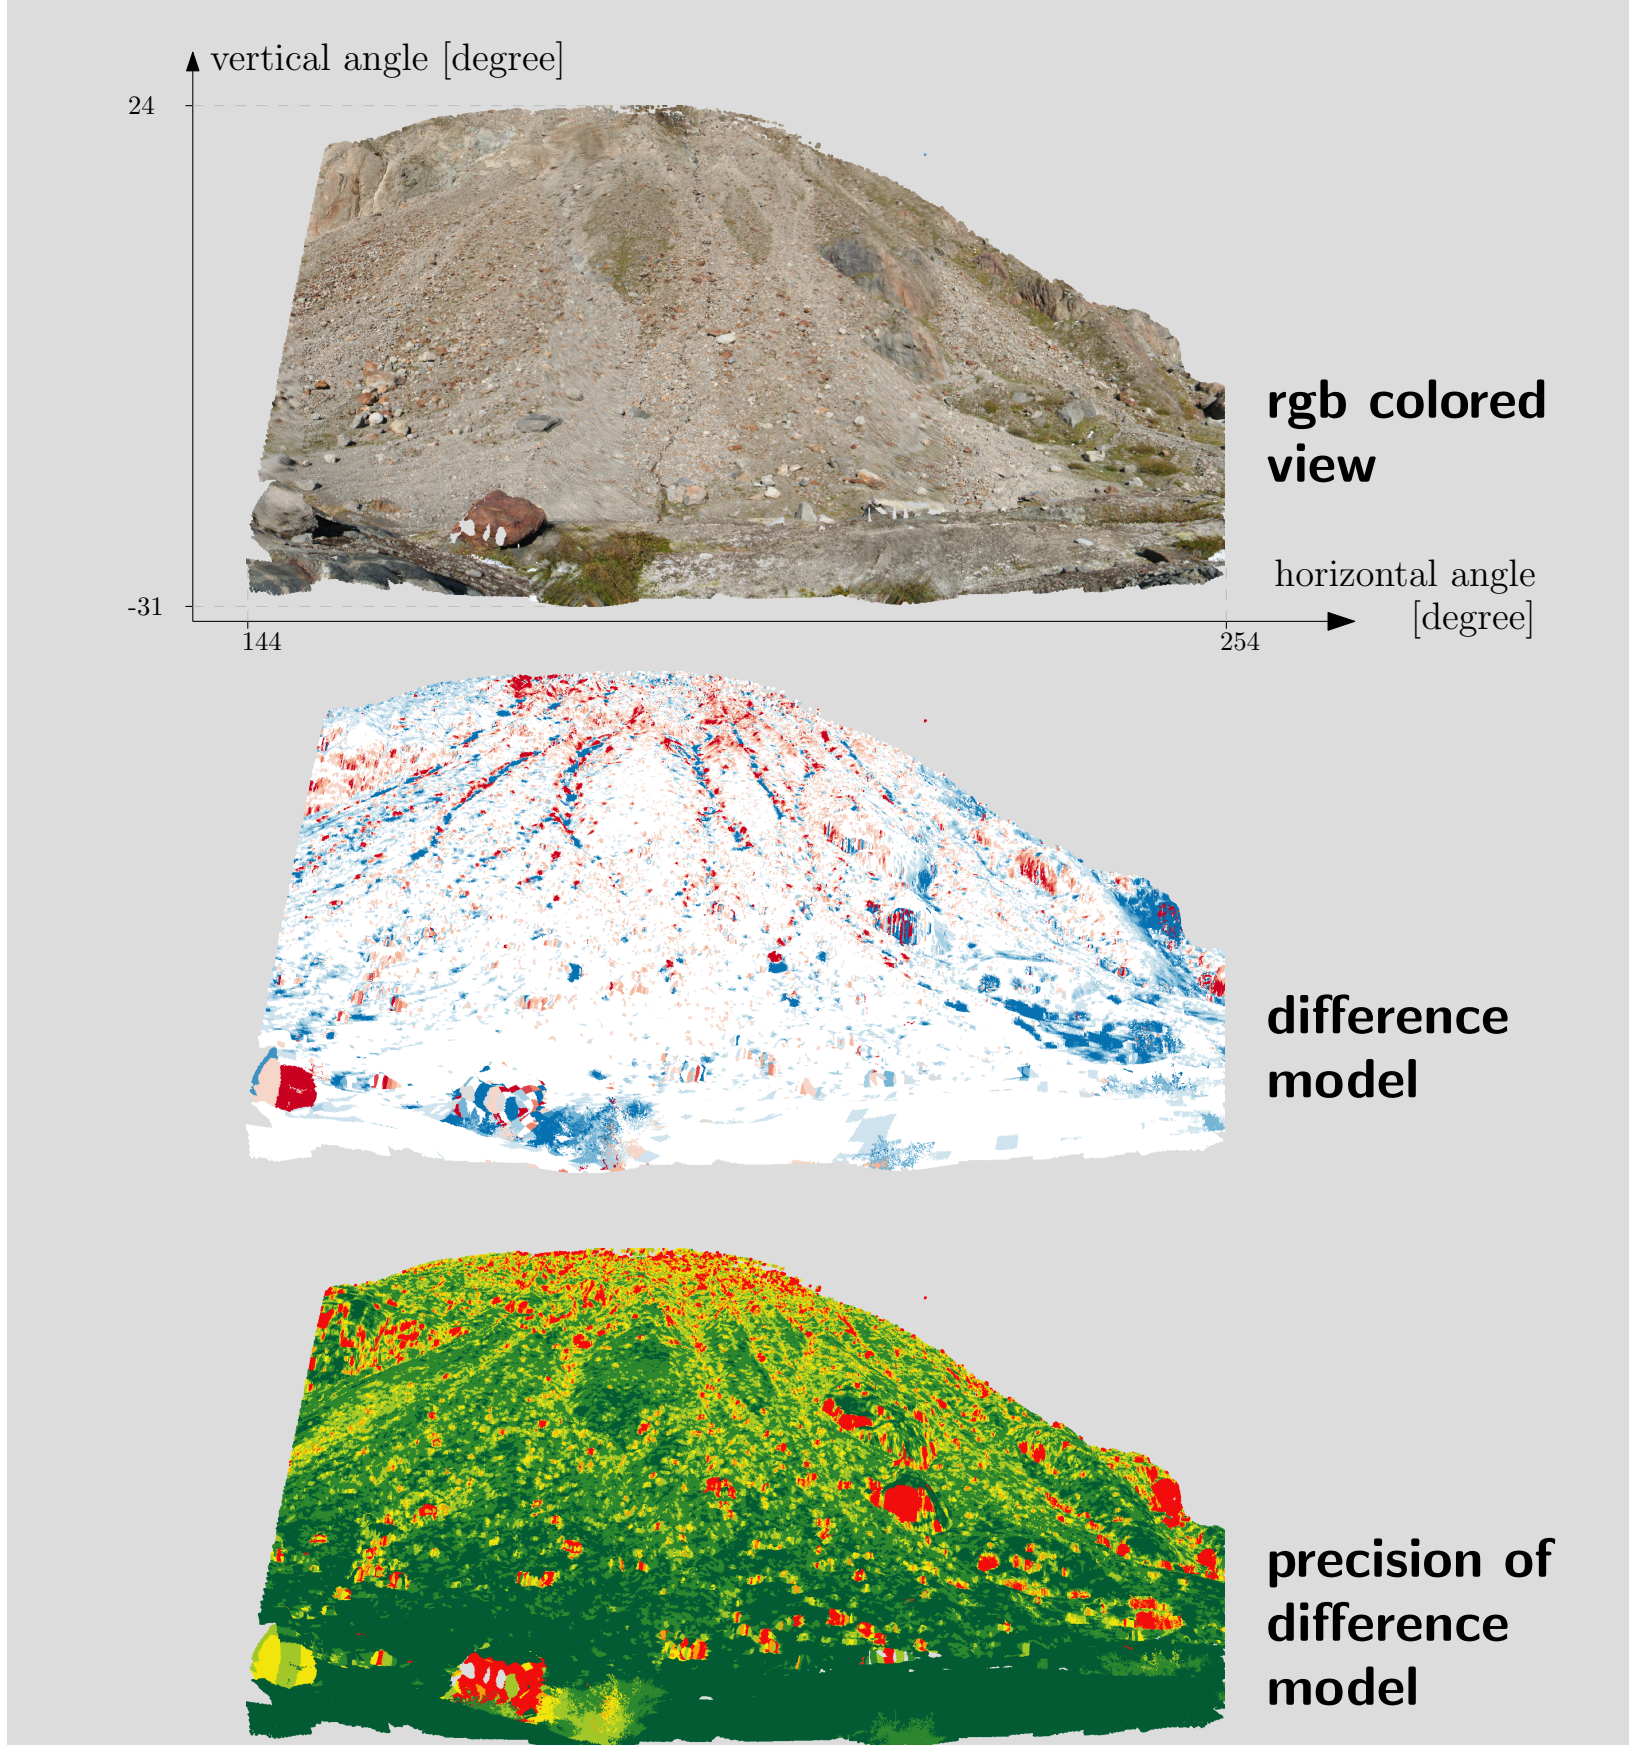 vertical angle [degree]
24
rgb colored
view
horizontal angle
[degree]
-31
144
254
difference
model
precision of
difference
model